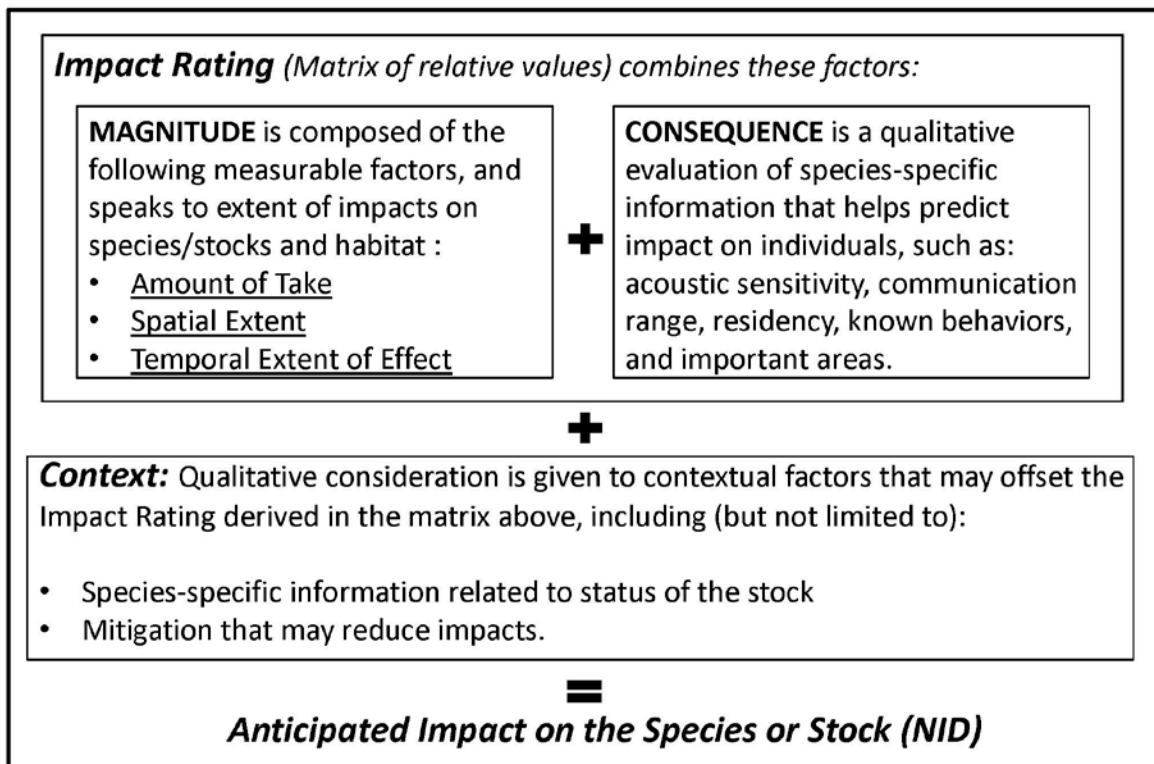 Impact Rating (Matrix of relative values) combines these factors:
MAGNITUDE is composed of the
following measurable factors, and
speaks to extent of impacts on
species/stocks and habitat :
• Amount of Take
• Spatial Extent
• Temporal Extent of Effect
+
CONSEQUENCE is a qualitative
evaluation of species-specific
information that helps predict
impact on individuals, such as:
acoustic sensitivity, communication
range, residency, known behaviors,
and important areas.
+
Context: Qualitative consideration is given to contextual factors that may offset the
Impact Rating derived in the matrix above, including (but not limited to):
• Species-specific information related to status of the stock
• Mitigation that may reduce impacts.
=
Anticipated Impact on the Species or Stock (NID)